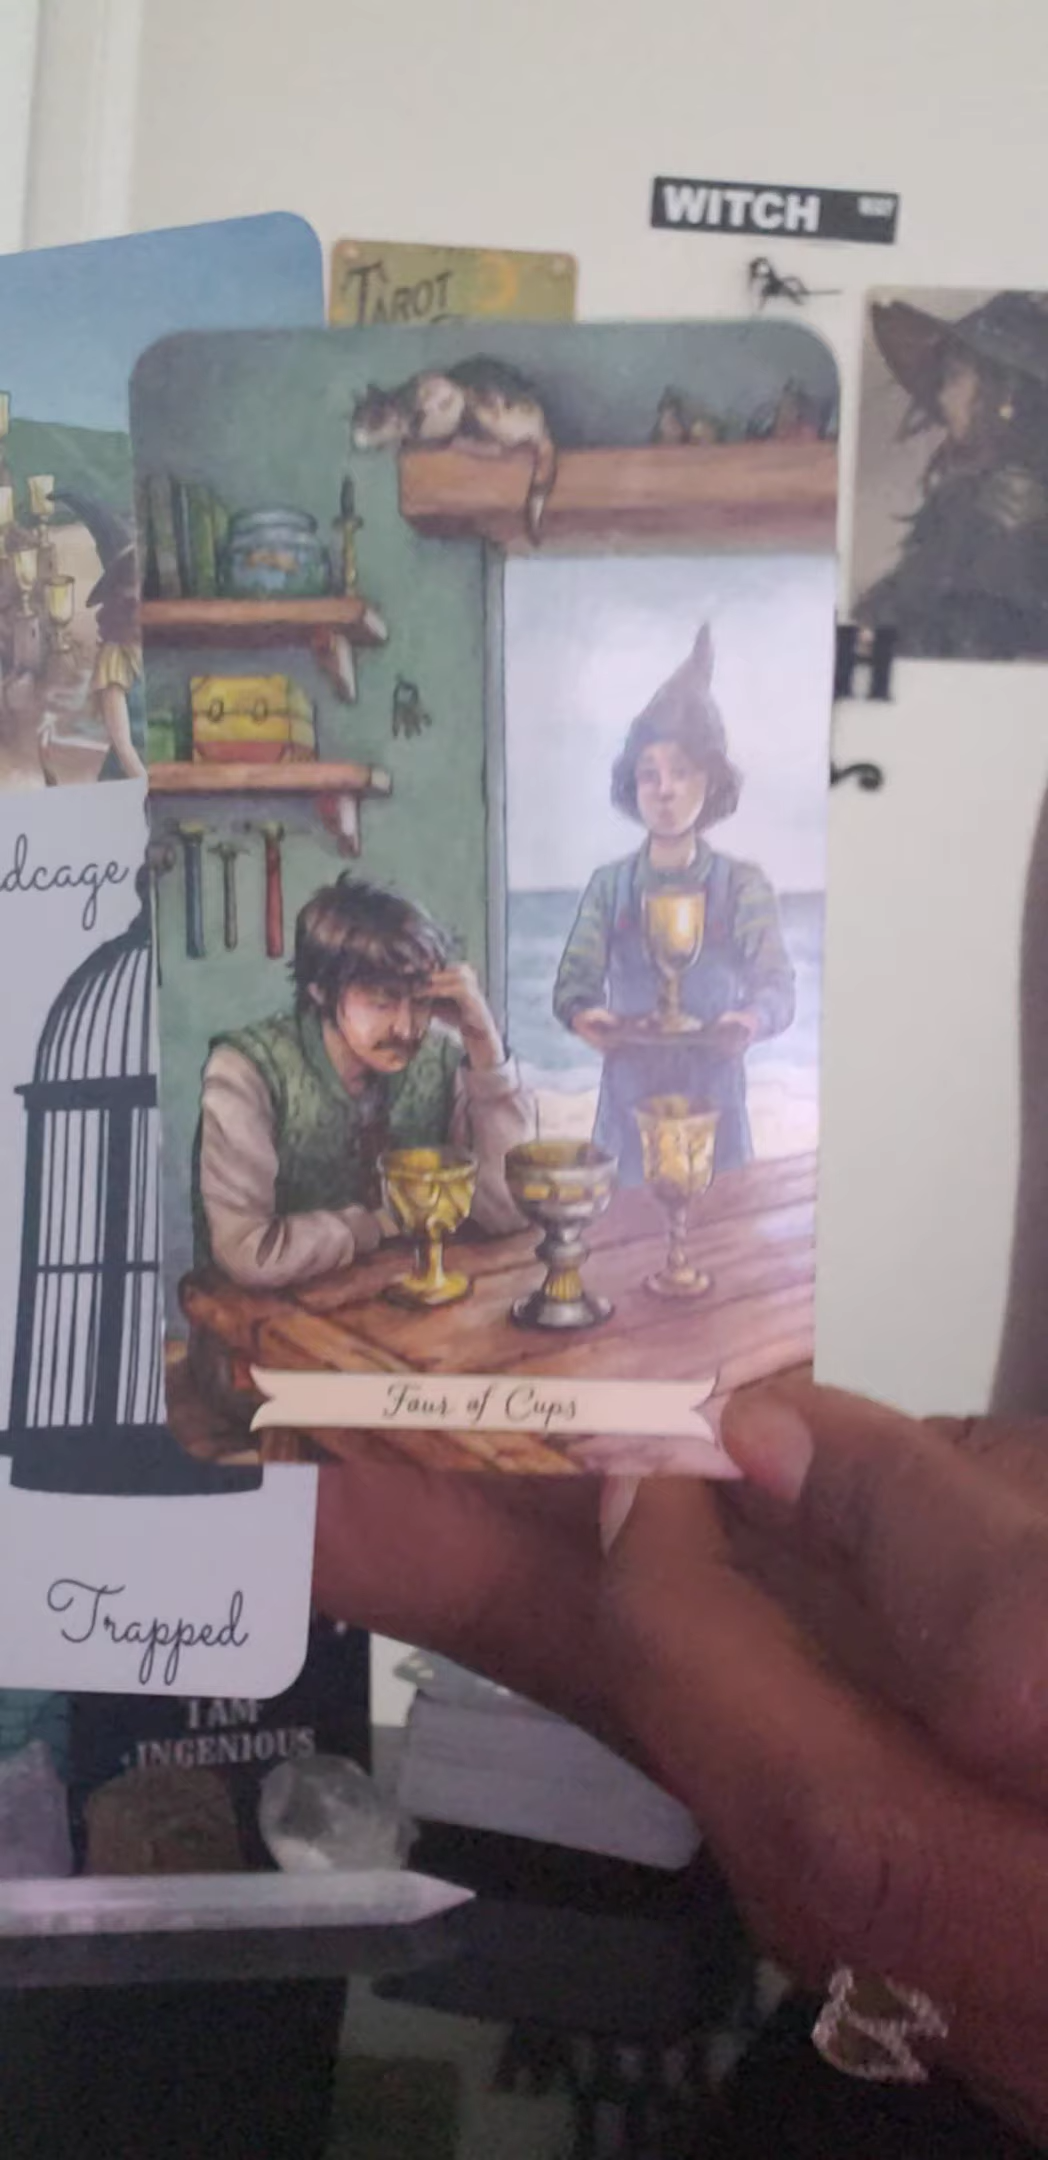 WITCH
TAROT
H
dcage
Four of Cups
Trapped
I AM
INGENIOUS